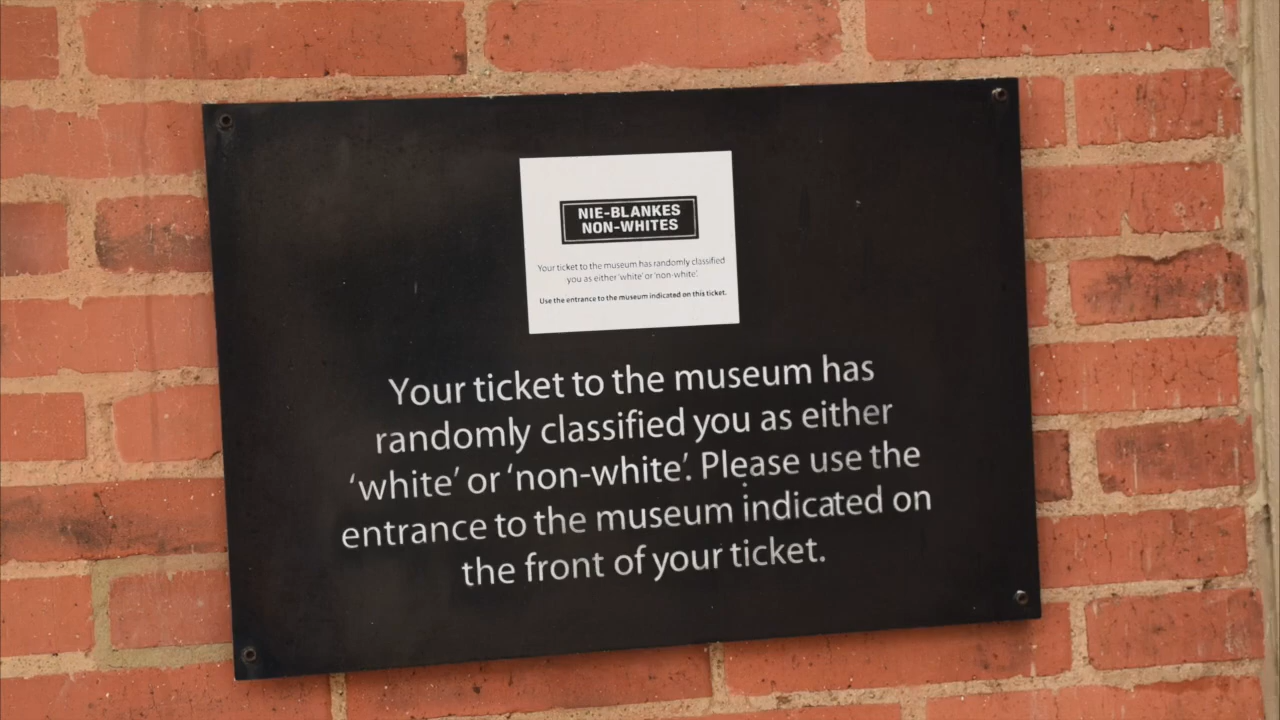 NIE-BLANKES
NON-WHITES
Your ticket to the museum has randomly classified
you as either 'white' or 'non-white'.
Use the entrance to the museum indicated on this ticket.
Your ticket to the museum has
randomly classified you as either
‘white’ or ‘non-white’. Please use the
entrance to the museum indicated on
the front of your ticket.